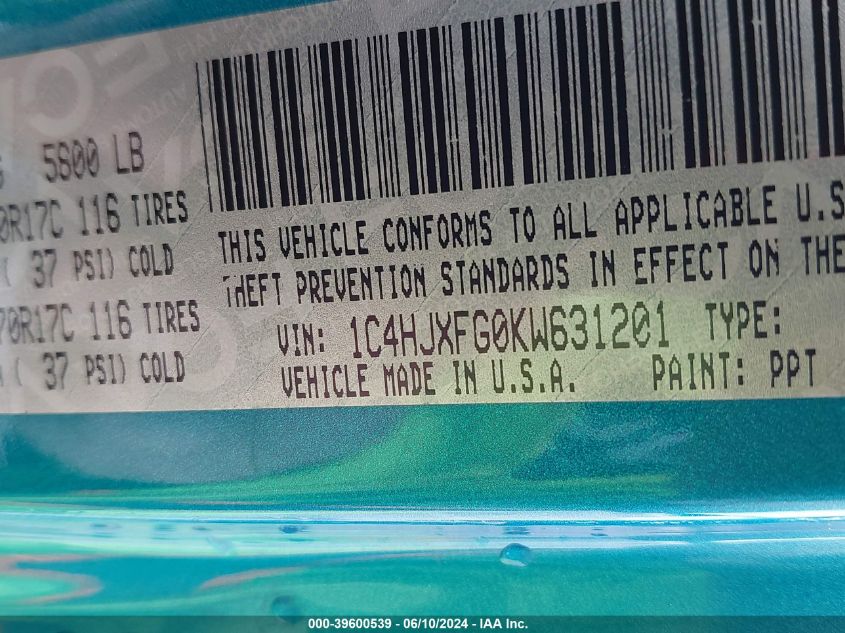 5800 LB
0R17C 116 TIRES
37 PSI) COLD
70R17C 116 TIRES
( 37 PSI) COLD
THIS VEHICLE CONFORMS TO ALL APPLICABLE U.S
THEFT PREVENTION STANDARDS IN EFFECT ON THE
VIN: 1C4HJXFG0KW631201 TYPE:
VEHICLE MADE IN U.S.A. PAINT: PPT
000-39600539 - 06/10/2024 - IAA Inc.